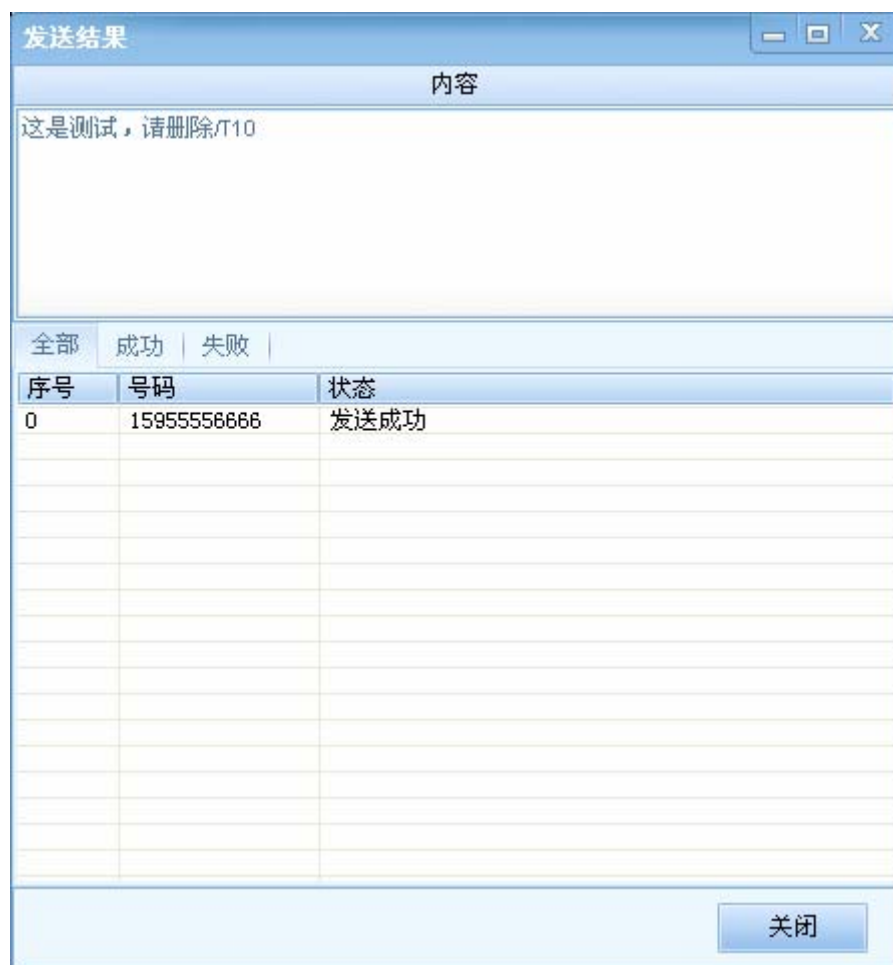 发送结果
内容
这是测试，请删除/T10
全部 成功 失败
序号 号码 状态
0 15955556666 发送成功
关闭